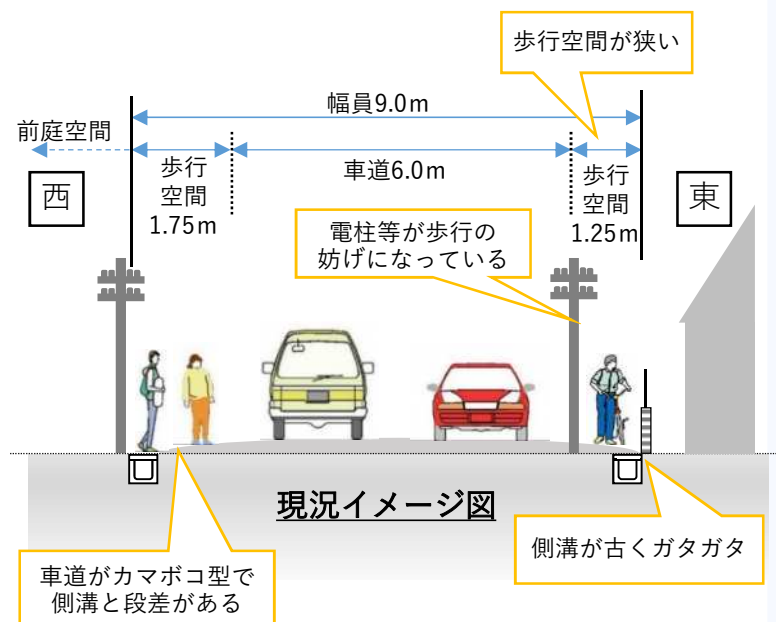 歩行空間が狭い
幅員9.0m
前庭空間
歩行
空間
1.75m
車道6.0m
歩行
空間
1.25m
西
東
電柱等が歩行の
妨げになっている
現況イメージ図
側溝が古くガタガタ
車道がカマボコ型で
側溝と段差がある